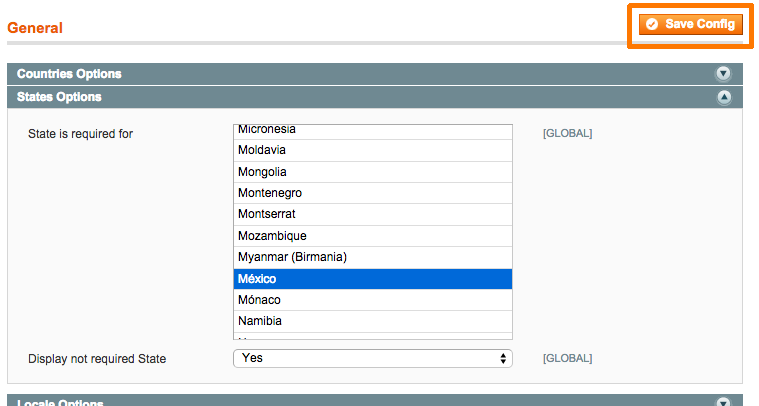 General
Save Config
Countries Options
States Options
State is required for
Micronesia
[GLOBAL]
Moldavia
Mongolia
Montenegro
Montserrat
Mozambique
Myanmar (Birmania)
México
Mónaco
Namibia
Display not required State
Yes
[GLOBAL]
Locale Options